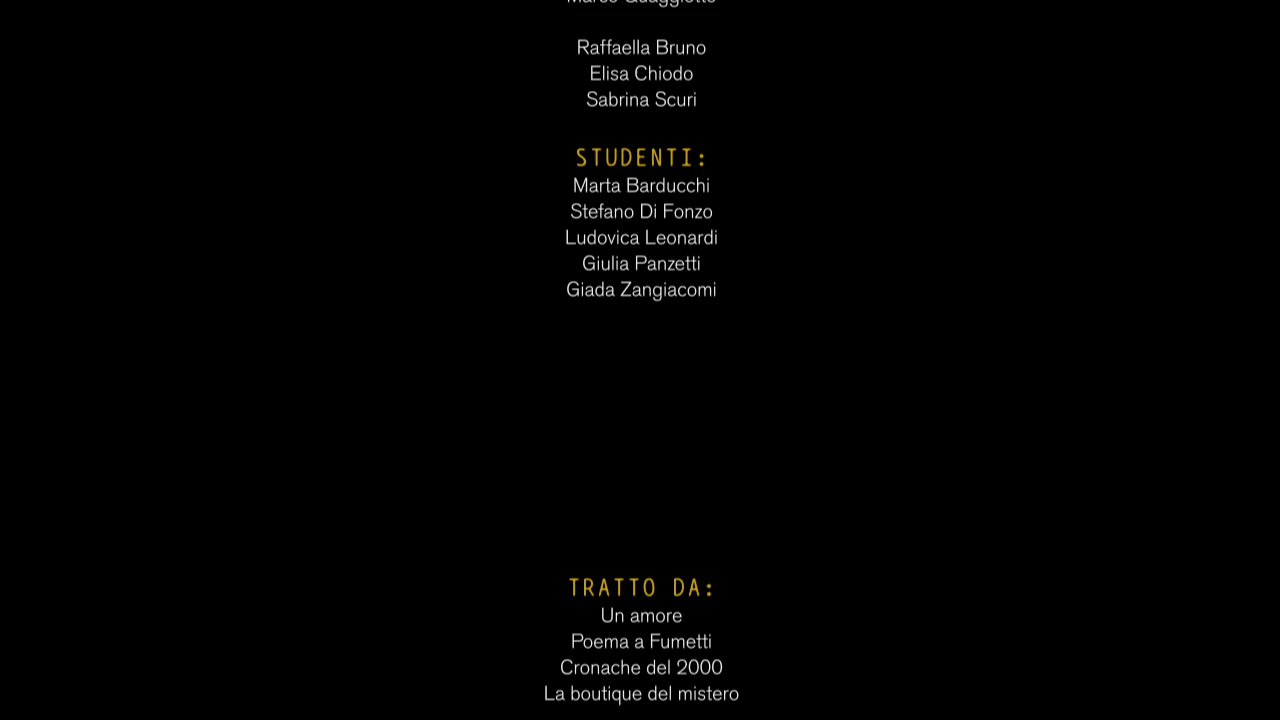 Raffaella Bruno
Elisa Chiodo
Sabrina Scuri
STUDENTI:
Marta Barducchi
Stefano Di Fonzo
Ludovica Leonardi
Giulia Panzetti
Giada Zangiacomi
TRATTO DA:
Un amore
Poema a Fumetti
Cronache del 2000
La boutique del mistero